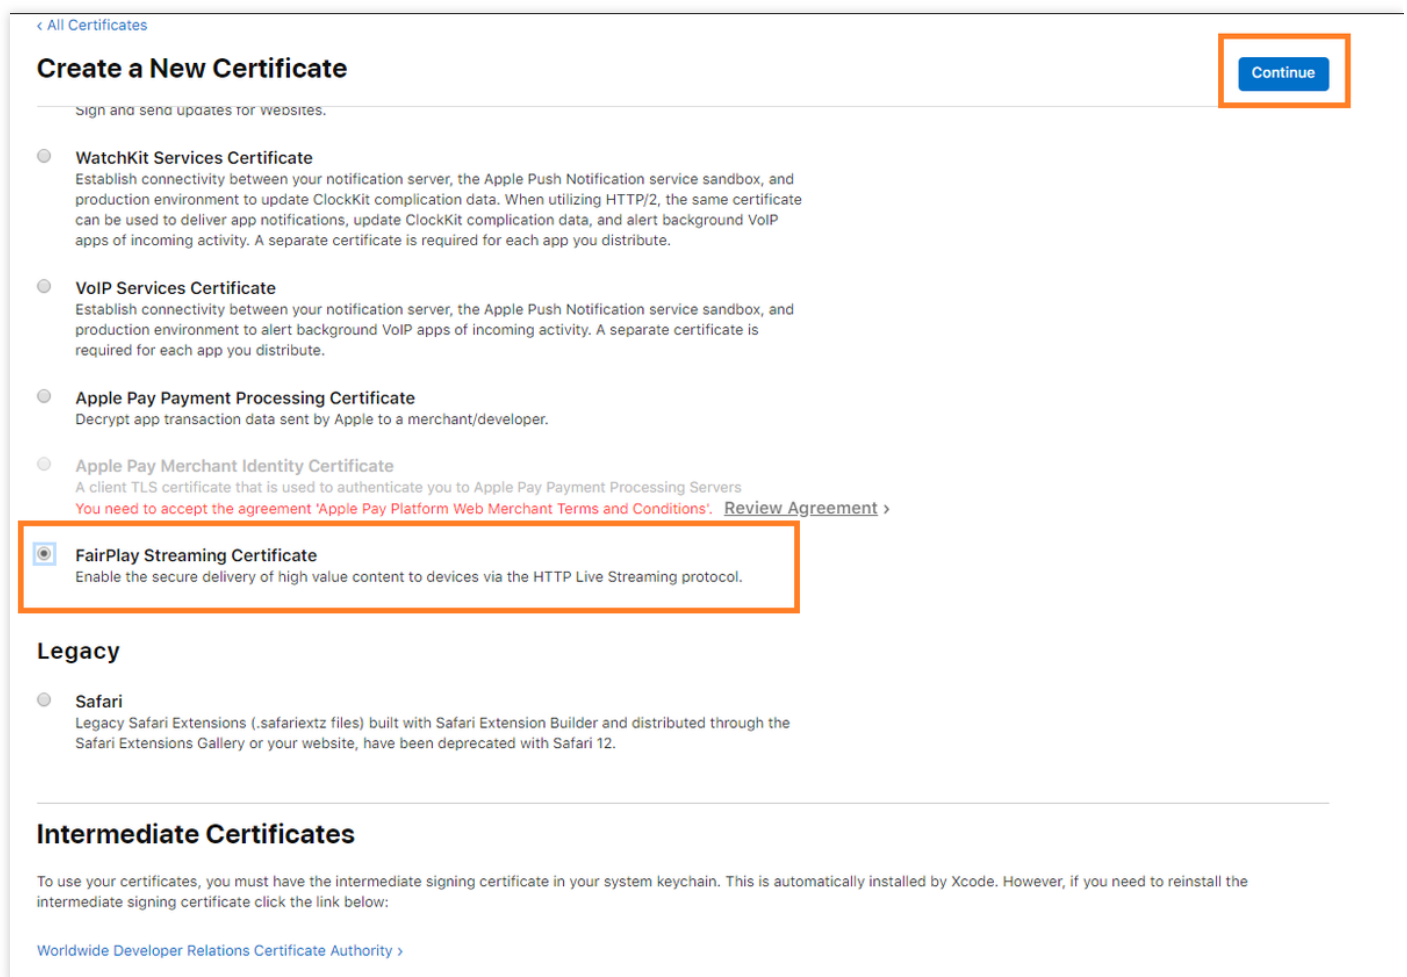 ‹ All Certificates
Create a New Certificate
Continue
Sign and send updates for Websites.
WatchKit Services Certificate
Establish connectivity between your notification server, the Apple Push Notification service sandbox, and
production environment to update ClockKit complication data. When utilizing HTTP/2, the same certificate
can be used to deliver app notifications, update ClockKit complication data, and alert background VoIP
apps of incoming activity. A separate certificate is required for each app you distribute.
VoIP Services Certificate
Establish connectivity between your notification server, the Apple Push Notification service sandbox, and
production environment to alert background VoIP apps of incoming activity. A separate certificate is
required for each app you distribute.
Apple Pay Payment Processing Certificate
Decrypt app transaction data sent by Apple to a merchant/developer.
Apple Pay Merchant Identity Certificate
A client TLS certificate that is used to authenticate you to Apple Pay Payment Processing Servers
You need to accept the agreement 'Apple Pay Platform Web Merchant Terms and Conditions'. Review Agreement ›
FairPlay Streaming Certificate
Enable the secure delivery of high value content to devices via the HTTP Live Streaming protocol.
Legacy
Safari
Legacy Safari Extensions (.safariextz files) built with Safari Extension Builder and distributed through the
Safari Extensions Gallery or your website, have been deprecated with Safari 12.
Intermediate Certificates
To use your certificates, you must have the intermediate signing certificate in your system keychain. This is automatically installed by Xcode. However, if you need to reinstall the
intermediate signing certificate click the link below:
Worldwide Developer Relations Certificate Authority ›